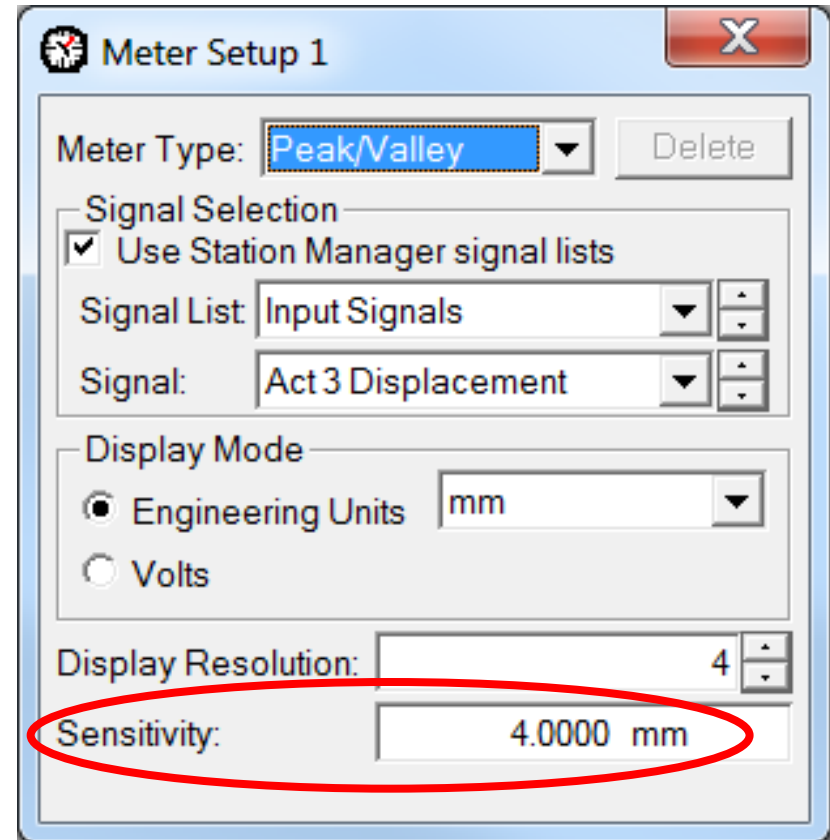 Meter Setup 1
Meter Type: Peak/Valley Delete
Signal Selection
Use Station Manager signal lists
Signal List: Input Signals
Signal: Act 3 Displacement
Display Mode
Engineering Units mm
Volts
Display Resolution: 4
Sensitivity: 4.0000 mm